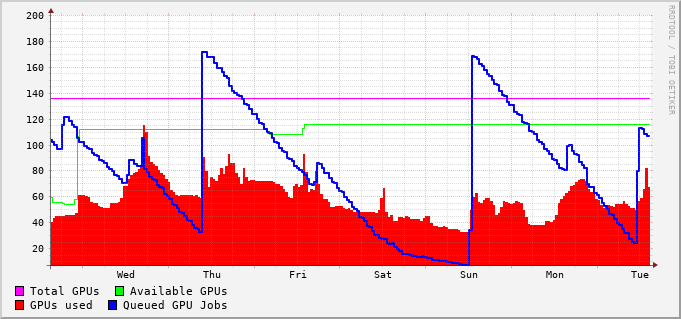 200
180
160
140
120
100
80
60
40
20
Wed Thu Fri Sat Sun Mon Tue
Total GPUs Available GPUs
GPUs used Queued GPU Jobs
RRDTOOL / TOBI OETIKER